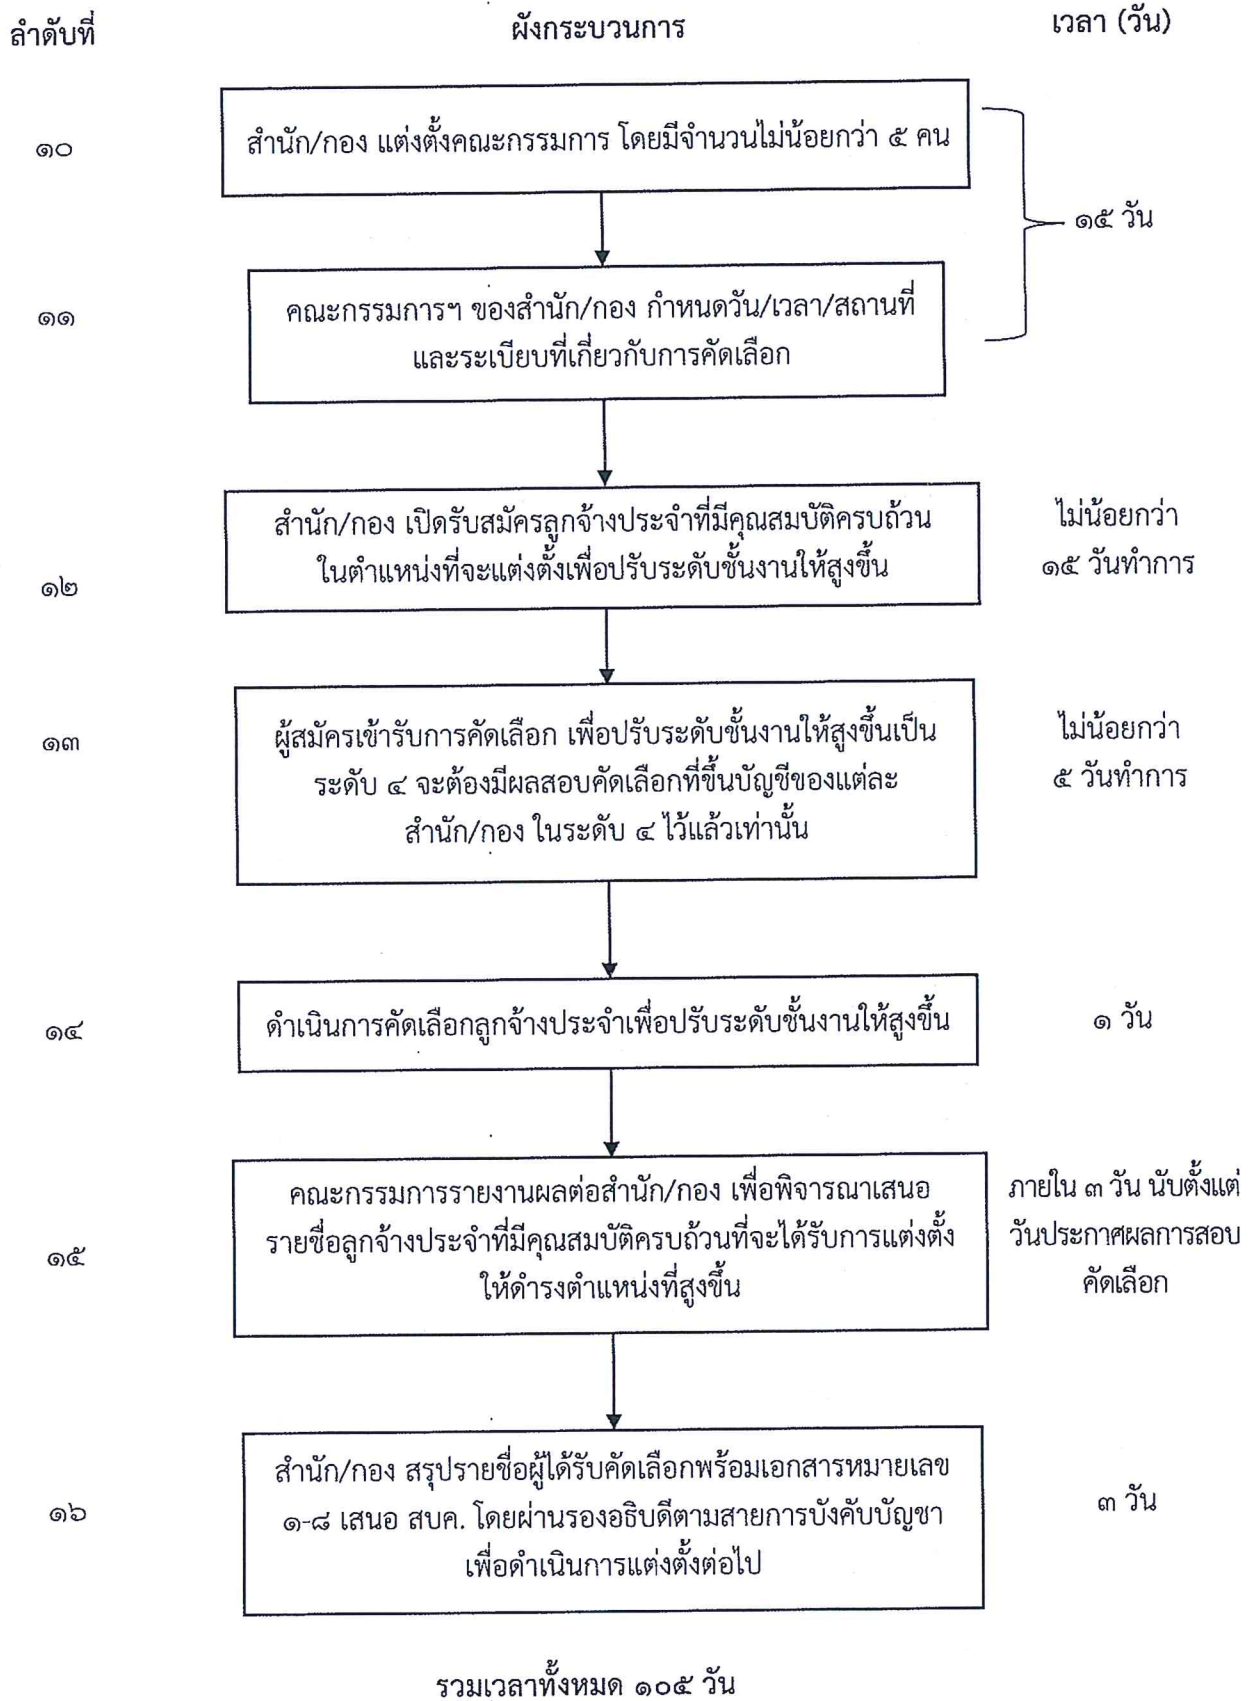 ลำดับที่ ผังกระบวนการ เวลา (วัน)
๑๐ สำนัก/กอง แต่งตั้งคณะกรรมการ โดยมีจำนวนไม่น้อยกว่า ๕ คน
๑๕ วัน
๑๑ คณะกรรมการฯ ของสำนัก/กอง กำหนดวัน/เวลา/สถานที่
และระเบียบที่เกี่ยวกับการคัดเลือก
สำนัก/กอง เปิดรับสมัครลูกจ้างประจำที่มีคุณสมบัติครบถ้วน ไม่น้อยกว่า
ในตำแหน่งที่จะแต่งตั้งเพื่อปรับระดับชั้นงานให้สูงขึ้น ๑๕ วันทำการ
๑๒
๑๓ ผู้สมัครเข้ารับการคัดเลือก เพื่อปรับระดับชั้นงานให้สูงขึ้นเป็น ไม่น้อยกว่า
ระดับ ๔ จะต้องมีผลสอบคัดเลือกที่ขึ้นบัญชีของแต่ละ ๕ วันทำการ
สำนัก/กอง ในระดับ ๔ ไว้แล้วเท่านั้น
๑๔ ดำเนินการคัดเลือกลูกจ้างประจำเพื่อปรับระดับชั้นงานให้สูงขึ้น ๑ วัน
คณะกรรมการรายงานผลต่อสำนัก/กอง เพื่อพิจารณาเสนอ ภายใน ๓ วัน นับตั้งแต่
๑๕ รายชื่อลูกจ้างประจำที่มีคุณสมบัติครบถ้วนที่จะได้รับการแต่งตั้ง วันประกาศผลการสอบ
ให้ดำรงตำแหน่งที่สูงขึ้น คัดเลือก
สำนัก/กอง สรุปรายชื่อผู้ได้รับคัดเลือกพร้อมเอกสารหมายเลข
๑๖ ๑-๘ เสนอ สบค. โดยผ่านรองอธิบดีตามสายการบังคับบัญชา ๓ วัน
เพื่อดำเนินการแต่งตั้งต่อไป
รวมเวลาทั้งหมด ๑๐๕ วัน